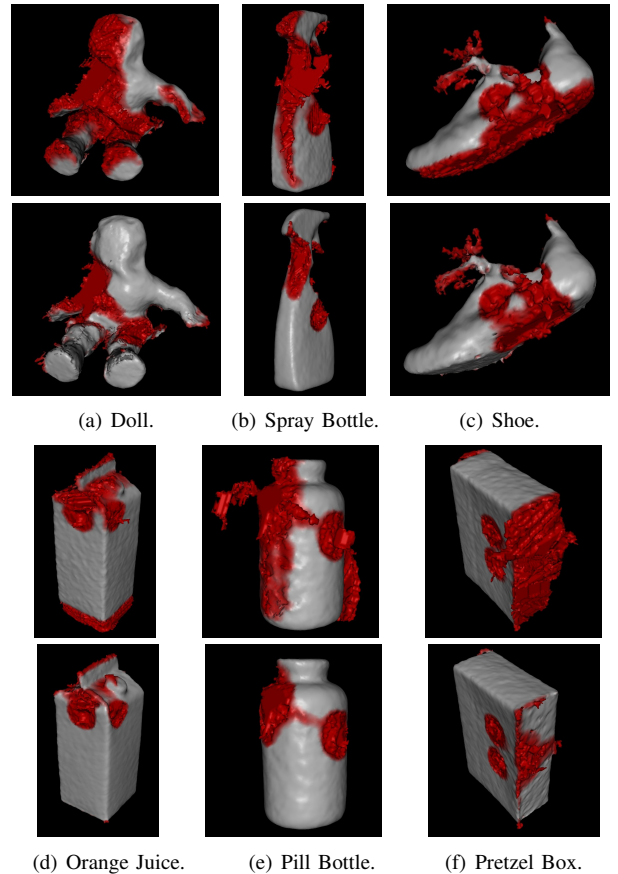 (a) Doll.
(b) Spray Bottle.
(c) Shoe.
(d) Orange Juice.
(e) Pill Bottle.
(f) Pretzel Box.